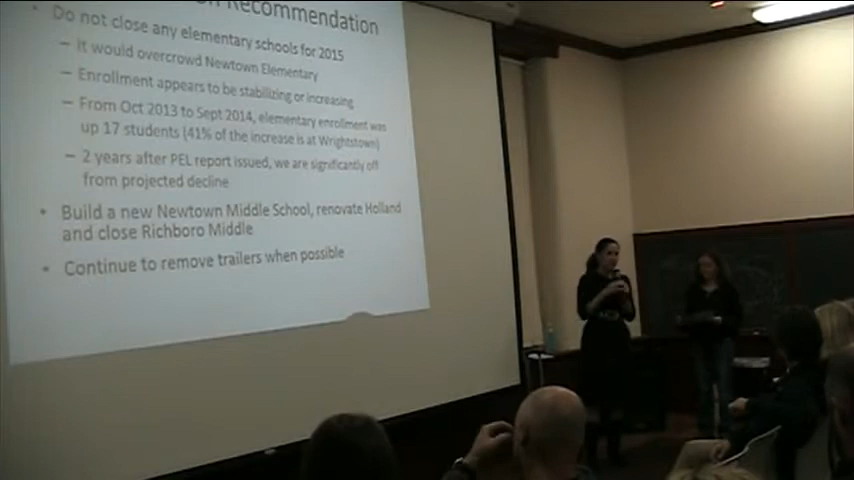 Recommendation
• Do not close any elementary schools for 2015
– It would overcrowd Newtown Elementary
– Enrollment appears to be stabilizing or increasing
– From Oct 2013 to Sept 2014, elementary enrollment was
up 17 students (41% of the increase is at Wrightstown)
– 2 years after PEL report issued, we are significantly off
from projected decline
• Build a new Newtown Middle School, renovate Holland
and close Richboro Middle
• Continue to remove trailers when possible